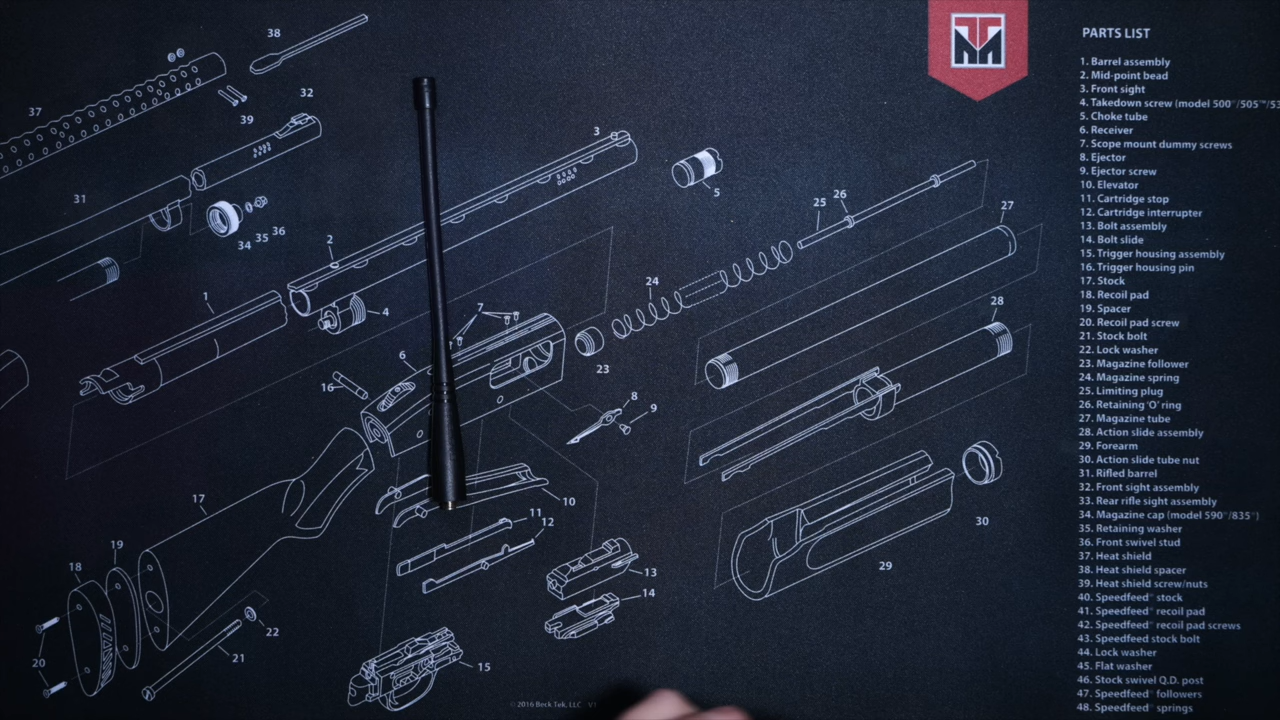 PARTS LIST
1. Barrel assembly
2. Mid-point bead
3. Front sight
4. Takedown screw (model 500®/505™/53
5. Choke tube
6. Receiver
7. Scope mount dummy screws
8. Ejector
9. Ejector screw
10. Elevator
11. Cartridge stop
12. Cartridge interrupter
13. Bolt assembly
14. Bolt slide
15. Trigger housing assembly
16. Trigger housing pin
17. Stock
18. Recoil pad
19. Spacer
20. Recoil pad screw
21. Stock bolt
22. Lock washer
23. Magazine follower
24. Magazine spring
25. Limiting plug
26. Retaining 'O' ring
27. Magazine tube
28. Action slide assembly
29. Forearm
30. Action slide tube nut
31. Rifled barrel
32. Front sight assembly
33. Rear rifle sight assembly
34. Magazine cap (model 590®/835®)
35. Retaining washer
36. Front swivel stud
37. Heat shield
38. Heat shield spacer
39. Heat shield screw/nuts
40. Speedfeed® stock
41. Speedfeed® recoil pad
42. Speedfeed® recoil pad screws
43. Speedfeed stock bolt
44. Lock washer
45. Flat washer
46. Stock swivel Q.D. post
47. Speedfeed® followers
48. Speedfeed® springs
38
37
32
39
3
31
5
26
25
27
34 35 36
2
24
28
1
4
7
6
23
16
8
9
17
10
11
12
30
19
18
29
13
14
22
20
21
15
© 2016 Beck Tek, LLC V1